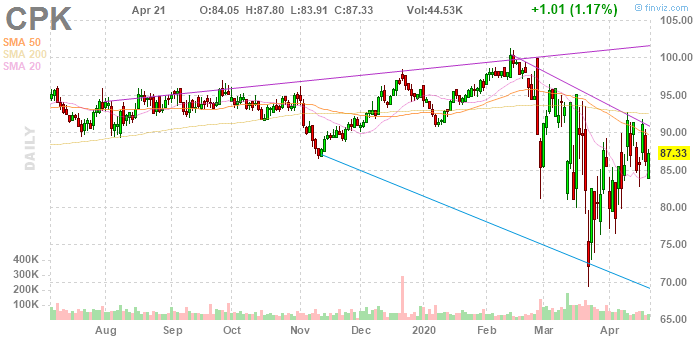 CPK Apr 21 O:84.05 H:87.80 L:83.91 C:87.33 Vol:44.53K +1.01 (1.17%) © finviz.com
SMA 50
SMA 200
SMA 20
DAILY
105.00
100.00
95.00
90.00
87.33
85.00
80.00
75.00
70.00
65.00
400K
300K
200K
100K
Aug Sep Oct Nov Dec 2020 Feb Mar Apr